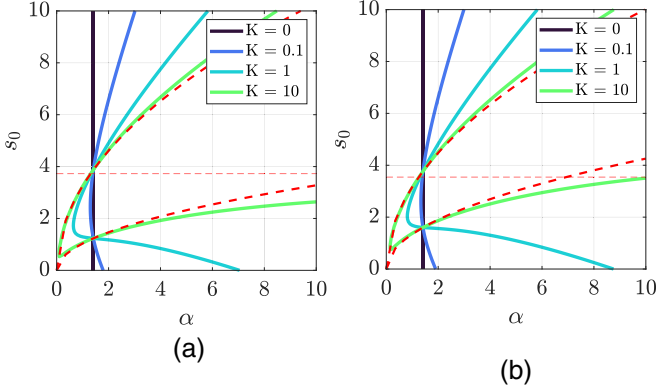 10
8
6
4
2
0
s₀
0 2 4 6 8 10
α
K = 0
K = 0.1
K = 1
K = 10
(a)
10
8
6
4
2
0
s₀
0 2 4 6 8 10
α
K = 0
K = 0.1
K = 1
K = 10
(b)